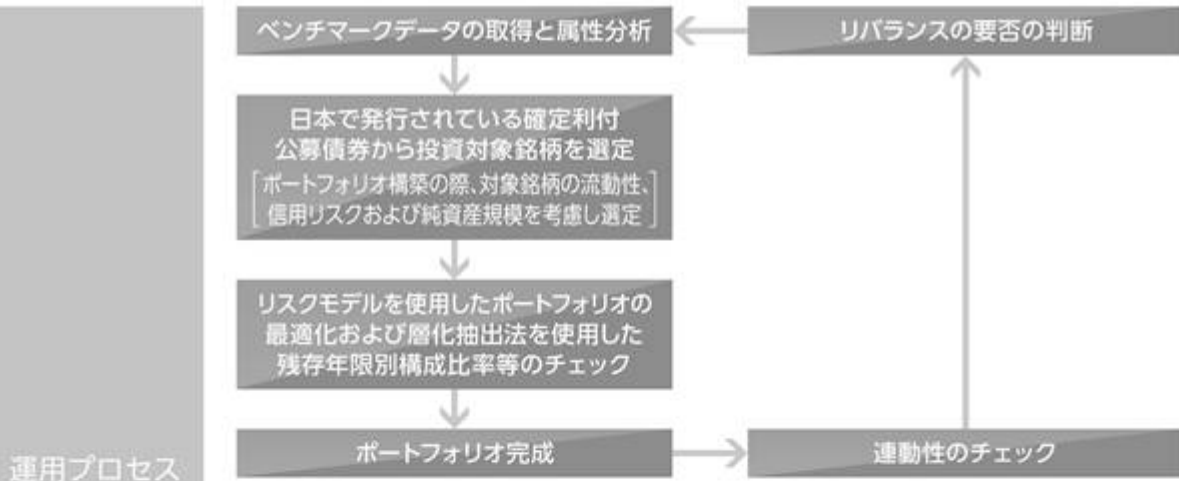 ベンチマークデータの取得と属性分析
リバランスの要否の判断
日本で発行されている確定利付
公募債券から投資対象銘柄を選定
ポートフォリオ構築の際、対象銘柄の流動性、
信用リスクおよび純資産規模を考慮し選定
リスクモデルを使用したポートフォリオの
最適化および層化抽出法を使用した
残存年限別構成比率等のチェック
ポートフォリオ完成
連動性のチェック
運用プロセス